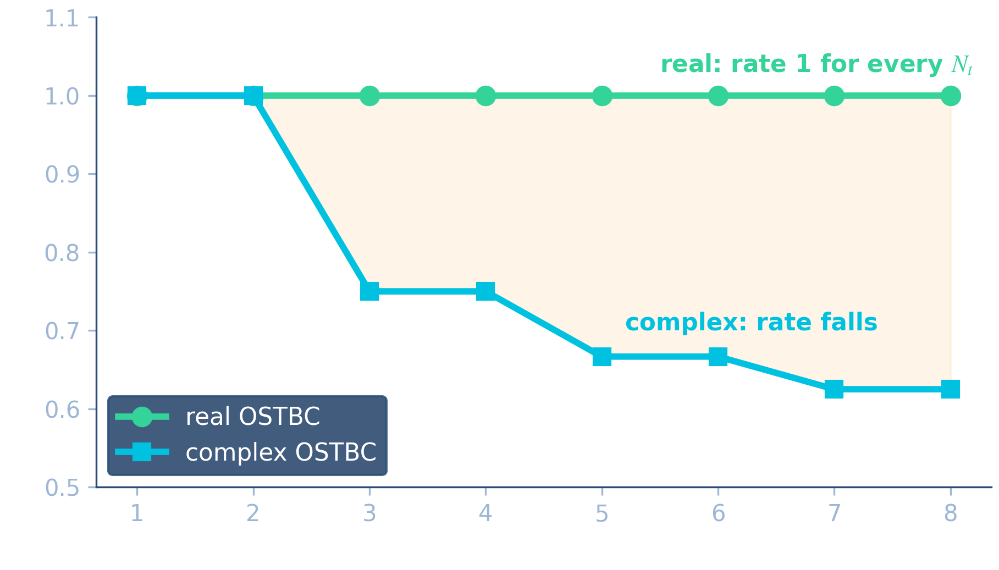 1.1
real: rate 1 for every N_t
1.0
0.9
0.8
complex: rate falls
0.7
0.6
real OSTBC
complex OSTBC
0.5
1 2 3 4 5 6 7 8